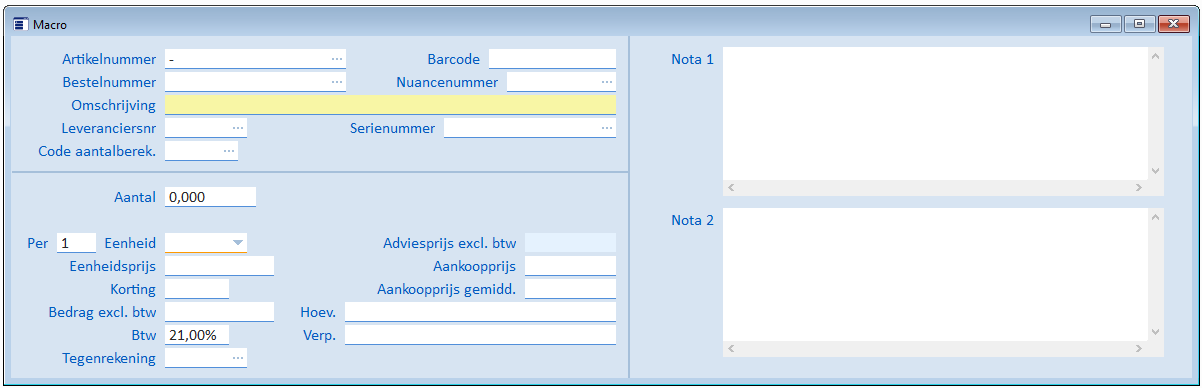 Macro
Artikelnummer - ... Barcode
Bestelnummer ... Nuancenummer ...
Omschrijving
Leveranciersnr ... Serienummer ...
Code aantalberek. ...
Aantal 0,000
Per 1 Eenheid Adviesprijs excl. btw
Eenheidsprijs Aankoopprijs
Korting Aankoopprijs gemidd.
Bedrag excl. btw Hoev.
Btw 21,00% Verp.
Tegenrekening ...
Nota 1
Nota 2